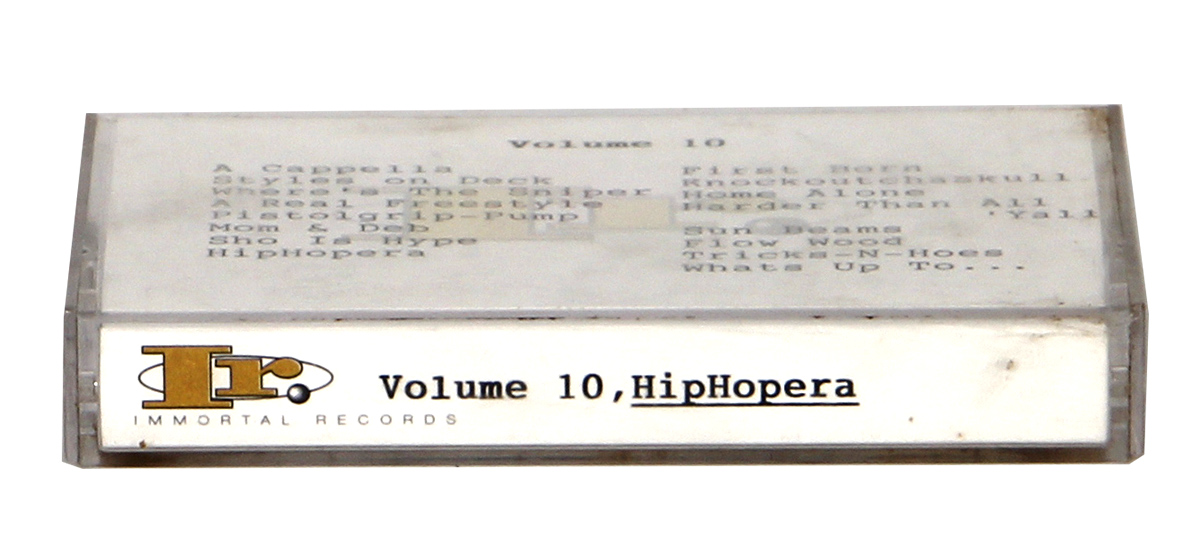 Volume 10
A Cappella
Styles on Deck
Where's The Sniper
A Real Freestyle
Pistolgrip-Pump
Mom & Deb
Sho Is Hype
HipHopera
First Born
Knockoutchaskull
Home Alone
Harder Than All
'Yall
Sun Beams
Flow Wood
Tricks-N-Hoes
Whats Up To...
Ir.
IMMORTAL RECORDS
Volume 10,HipHopera